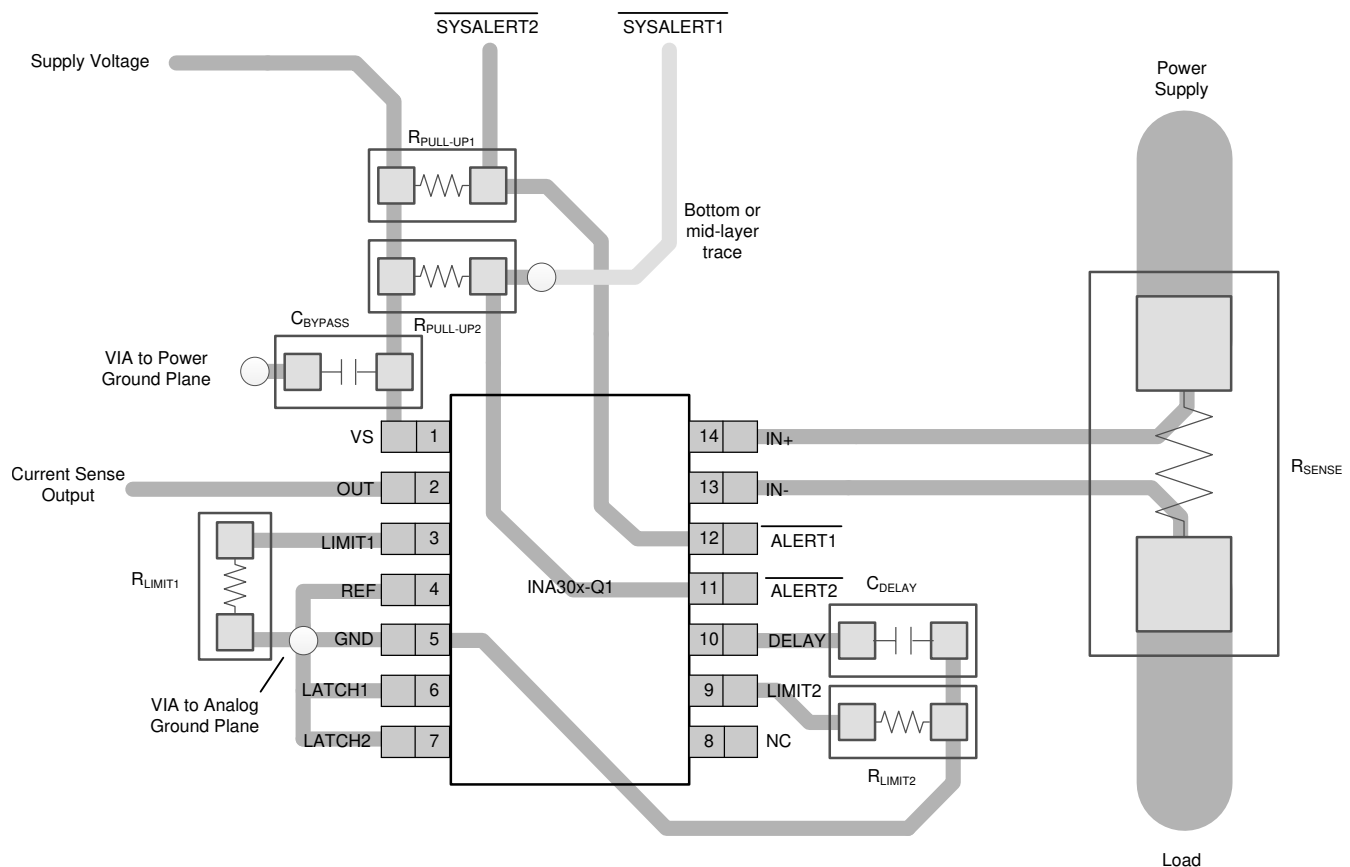 SYSALERT2
SYSALERT1
Supply Voltage
Power
Supply
RPULL-UP1
Bottom or
mid-layer
trace
RPULL-UP2
CBYPASS
VIA to Power
Ground Plane
VS
1
14
IN+
Current Sense
Output
OUT
2
13
IN-
RSENSE
LIMIT1
3
12
ALERT1
RLIMIT1
REF
4
INA30x-Q1
11
ALERT2
CDELAY
GND
5
10
DELAY
LATCH1
6
9
LIMIT2
VIA to Analog
Ground Plane
LATCH2
7
8
NC
RLIMIT2
Load